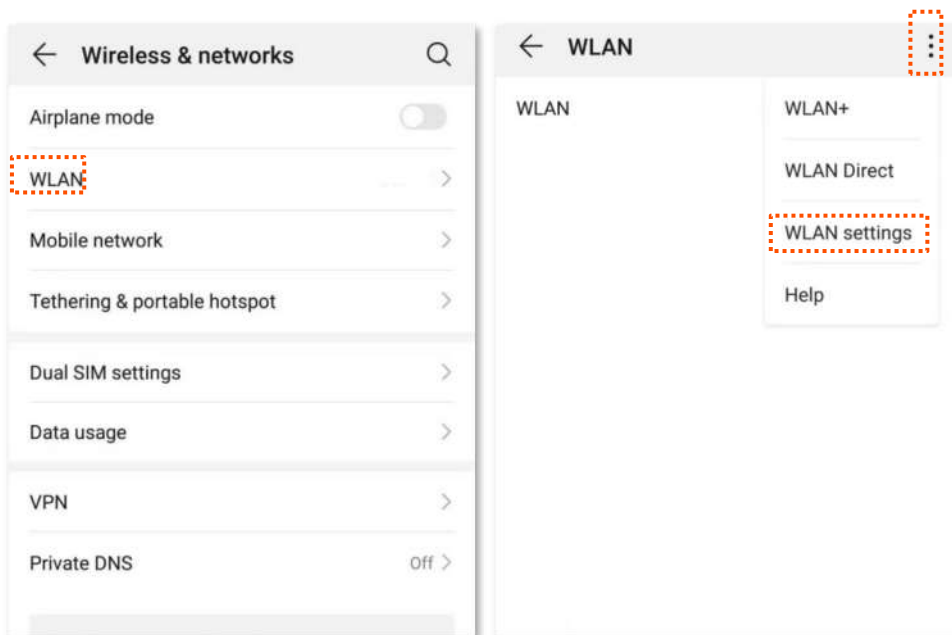 Wireless & networks
Airplane mode
WLAN
Mobile network
Tethering & portable hotspot
Dual SIM settings
Data usage
VPN
Private DNS Off
WLAN
WLAN
WLAN+
WLAN Direct
WLAN settings
Help